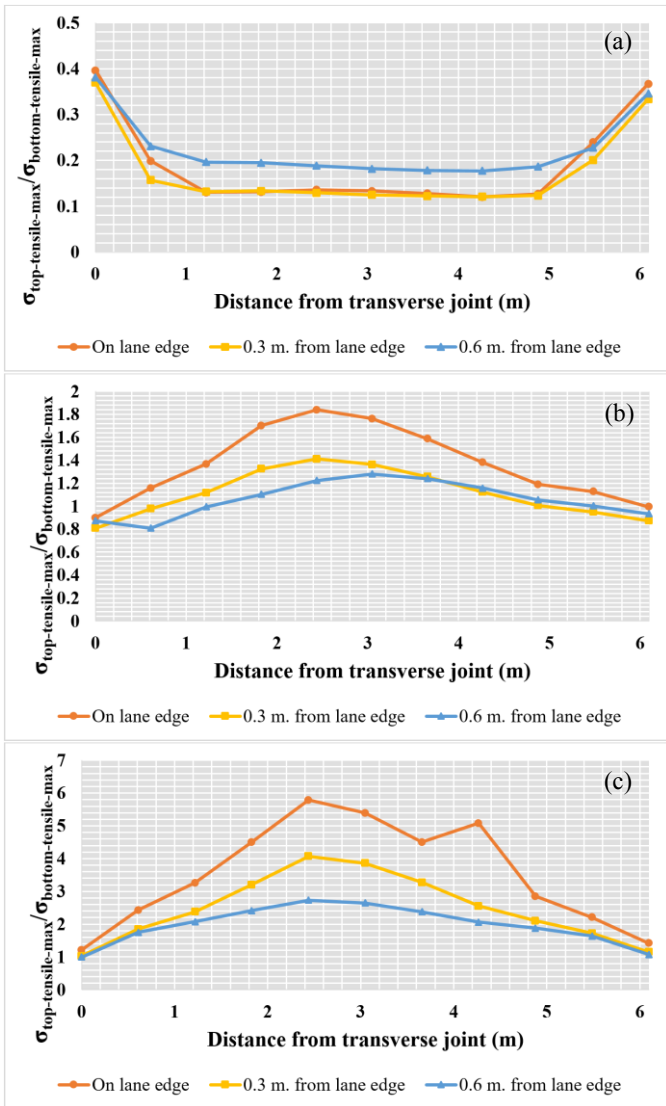 (a)
σtop-tensile-max/σbottom-tensile-max
0.5
0.4
0.3
0.2
0.1
0
0 1 2 3 4 5 6
Distance from transverse joint (m)
On lane edge 0.3 m. from lane edge 0.6 m. from lane edge
(b)
σtop-tensile-max/σbottom-tensile-max
2
1.8
1.6
1.4
1.2
1
0.8
0.6
0.4
0.2
0
0 1 2 3 4 5 6
Distance from transverse joint (m)
On lane edge 0.3 m. from lane edge 0.6 m. from lane edge
(c)
σtop-tensile-max/σbottom-tensile-max
7
6
5
4
3
2
1
0
0 1 2 3 4 5 6
Distance from transverse joint (m)
On lane edge 0.3 m. from lane edge 0.6 m. from lane edge